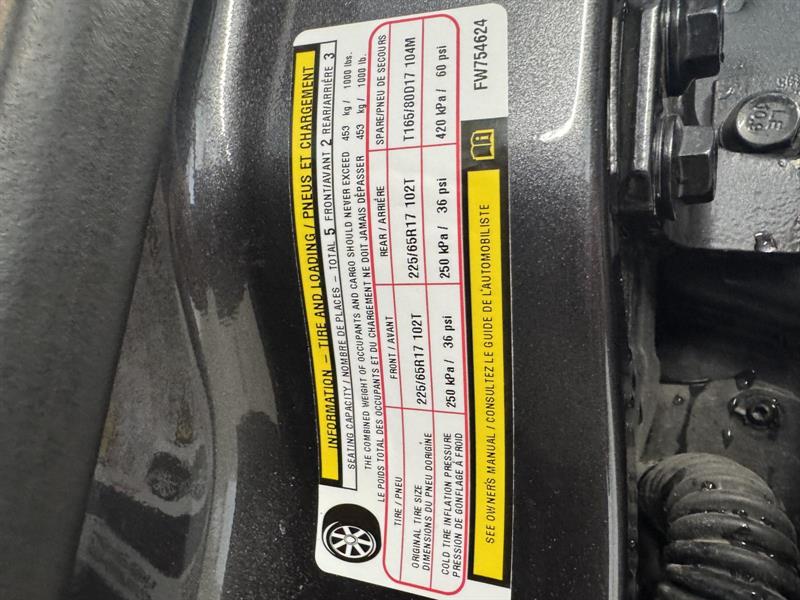 INFORMATION – TIRE AND LOADING / PNEUS ET CHARGEMENT
SEATING CAPACITY / NOMBRE DE PLACES – TOTAL 5 FRONT/AVANT 2 REAR/ARRIÈRE 3
THE COMBINED WEIGHT OF OCCUPANTS AND CARGO SHOULD NEVER EXCEED 453 kg / 1000 lbs.
LE POIDS TOTAL DES OCCUPANTS ET DU CHARGEMENT NE DOIT JAMAIS DÉPASSER 453 kg / 1000 lb.
TIRE / PNEU FRONT / AVANT REAR / ARRIÈRE SPARE/PNEU DE SECOURS
ORIGINAL TIRE SIZE
DIMENSIONS DU PNEU DORIGINE
225/65R17 102T 225/65R17 102T T165/80D17 104M
COLD TIRE INFLATION PRESSURE
PRESSION DE GONFLAGE À FROID
250 kPa / 36 psi 250 kPa / 36 psi 420 kPa / 60 psi
SEE OWNER'S MANUAL / CONSULTEZ LE GUIDE DE L'AUTOMOBILISTE
FW754624
10.9